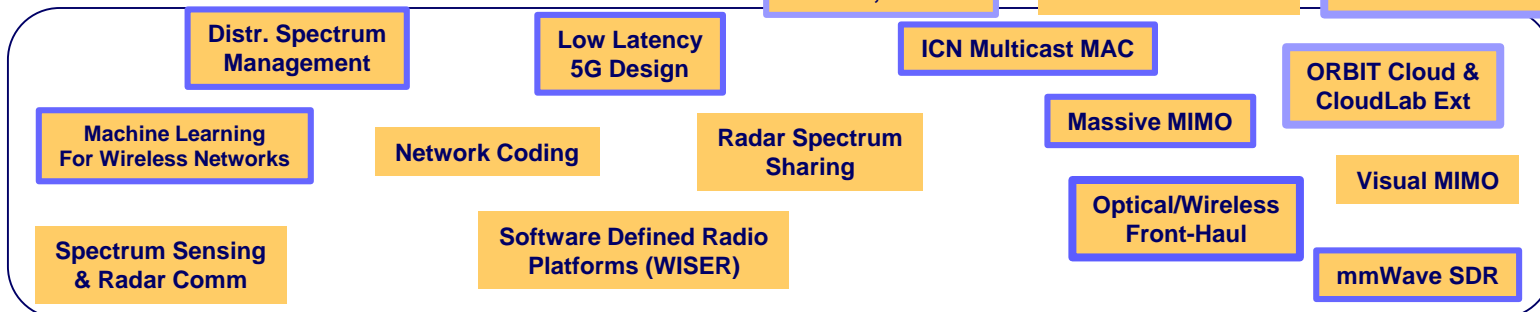 Distr. Spectrum
Management
Low Latency
5G Design
ICN Multicast MAC
ORBIT Cloud &
CloudLab Ext
Machine Learning
For Wireless Networks
Network Coding
Radar Spectrum
Sharing
Massive MIMO
Visual MIMO
Optical/Wireless
Front-Haul
Spectrum Sensing
& Radar Comm
Software Defined Radio
Platforms (WISER)
mmWave SDR